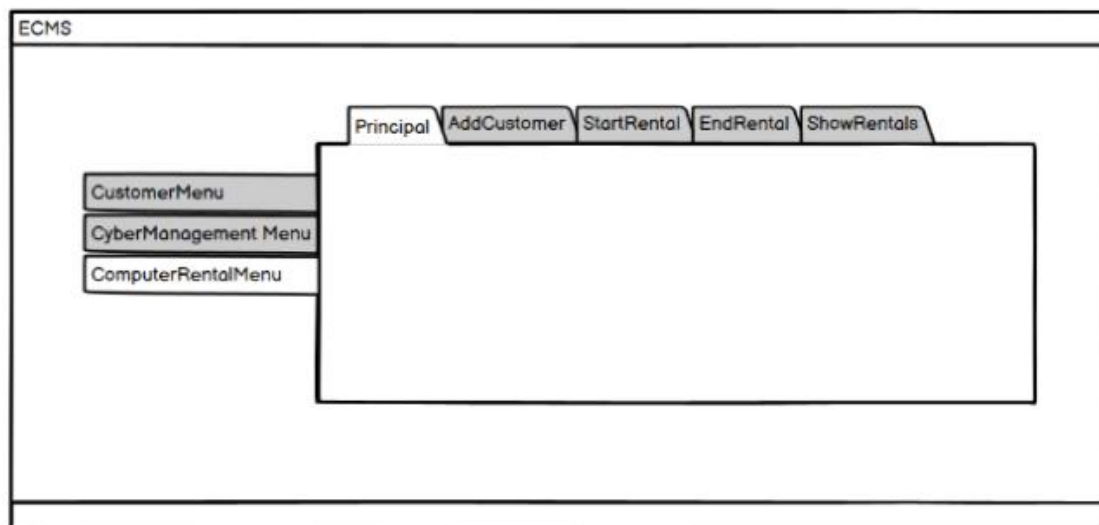 ECMS
Principal AddCustomer StartRental EndRental ShowRentals
CustomerMenu
CyberManagement Menu
ComputerRentalMenu